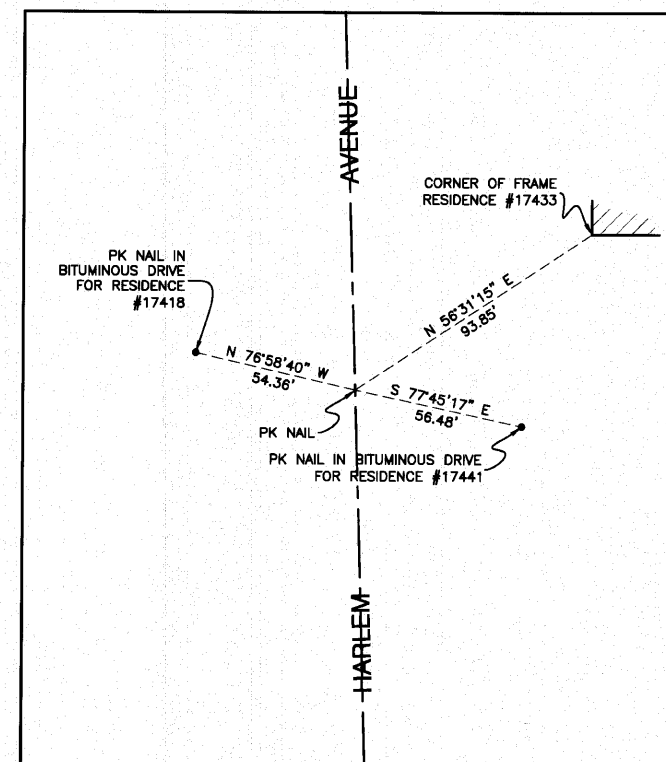 AVENUE
CORNER OF FRAME
RESIDENCE #17433
PK NAIL IN
BITUMINOUS DRIVE
FOR RESIDENCE
#17418
N 56°31'15" E
93.85'
N 76°58'40" W
54.36'
S 77°45'17" E
56.48'
PK NAIL
PK NAIL IN BITUMINOUS DRIVE
FOR RESIDENCE #17441
HARLEM